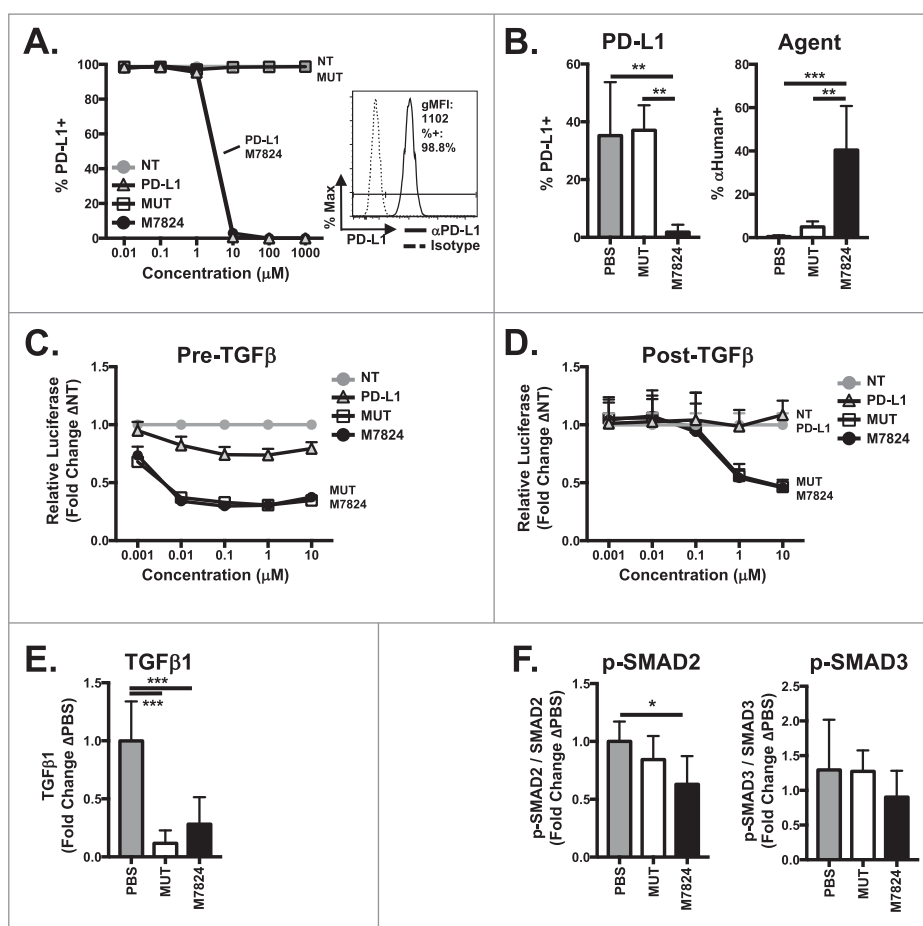 A.
100
80
60
40
20
0
% PD-L1+
NT
MUT
PD-L1
M7824
NT
PD-L1
MUT
M7824
0.01 0.1 1 10 100 1000
Concentration (μM)
gMFI:
1102
%+:
98.8%
% Max
PD-L1
αPD-L1
Isotype
B.
PD-L1
60
40
20
0
% PD-L1+
**
**
PBS
MUT
M7824
Agent
80
60
40
20
0
% αHuman+
***
**
PBS
MUT
M7824
C.
Pre-TGFβ
1.5
1.0
0.5
0.0
Relative Luciferase
(Fold Change ΔNT)
NT
PD-L1
MUT
M7824
MUT
M7824
0.001 0.01 0.1 1 10
Concentration (μM)
D.
Post-TGFβ
1.5
1.0
0.5
0.0
Relative Luciferase
(Fold Change ΔNT)
NT
PD-L1
MUT
M7824
NT
PD-L1
MUT
M7824
0.001 0.01 0.1 1 10
Concentration (μM)
E.
TGFβ1
1.5
1.0
0.5
0.0
TGFβ1
(Fold Change ΔPBS)
***
***
PBS
MUT
M7824
F.
p-SMAD2
1.5
1.0
0.5
0.0
p-SMAD2 / SMAD2
(Fold Change ΔPBS)
*
PBS
MUT
M7824
p-SMAD3
2.5
2.0
1.5
1.0
0.5
0.0
p-SMAD3 / SMAD3
(Fold Change ΔPBS)
PBS
MUT
M7824